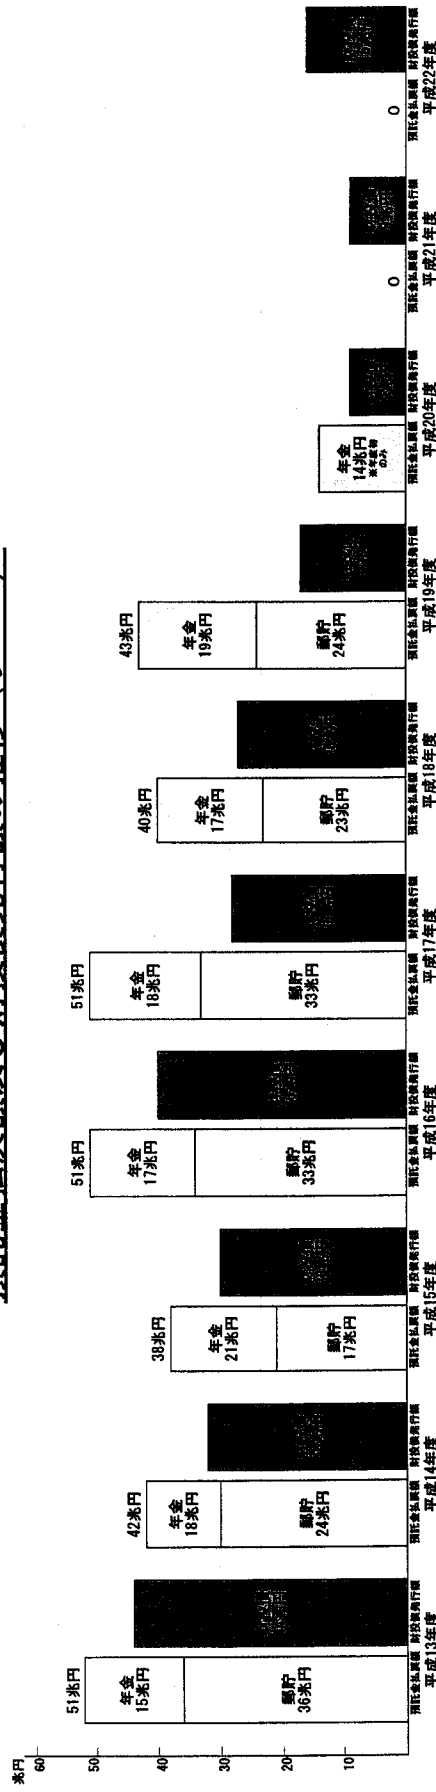 兆円
60
50
40
30
20
10
51兆円
年金
15兆円
郵貯
36兆円
預託金払戻額 財投債発行額
平成13年度
42兆円
年金
18兆円
郵貯
24兆円
預託金払戻額 財投債発行額
平成14年度
38兆円
年金
21兆円
郵貯
17兆円
預託金払戻額 財投債発行額
平成15年度
51兆円
年金
17兆円
郵貯
33兆円
預託金払戻額 財投債発行額
平成16年度
51兆円
年金
18兆円
郵貯
33兆円
預託金払戻額 財投債発行額
平成17年度
40兆円
年金
17兆円
郵貯
23兆円
預託金払戻額 財投債発行額
平成18年度
43兆円
年金
19兆円
郵貯
24兆円
預託金払戻額 財投債発行額
平成19年度
年金
14兆円
※年度初
のみ
預託金払戻額 財投債発行額
平成20年度
0
預託金払戻額 財投債発行額
平成21年度
0
預託金払戻額 財投債発行額
平成22年度